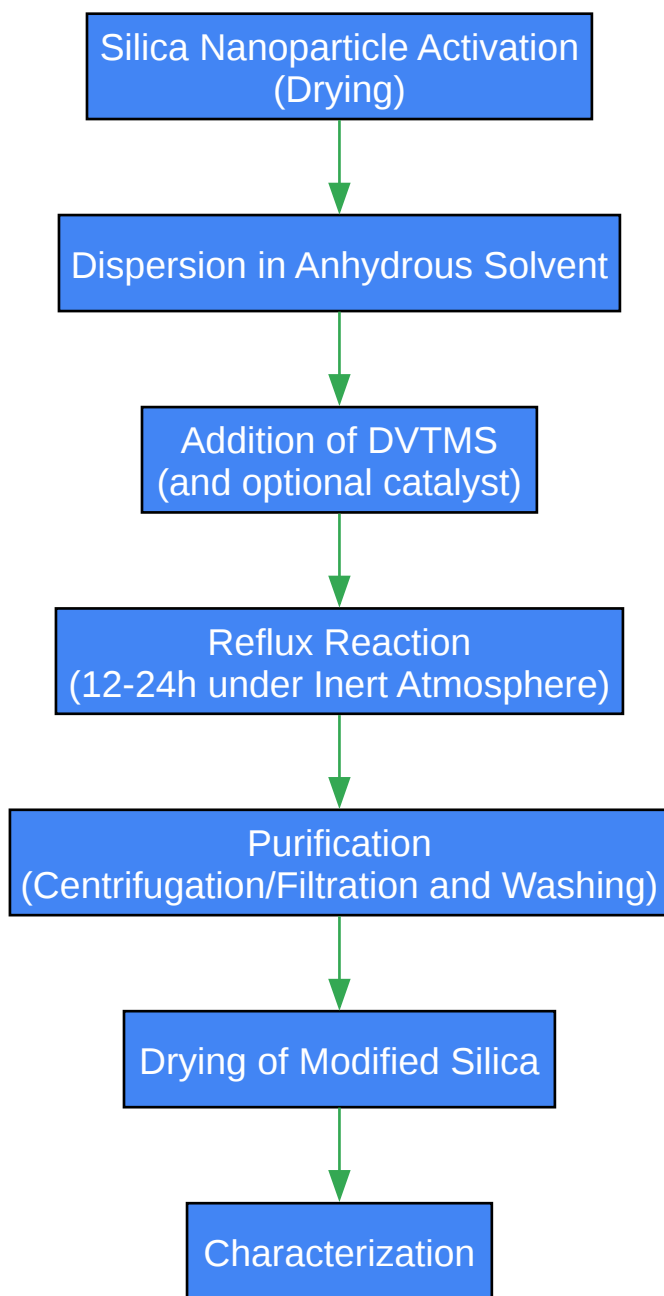 Silica Nanoparticle Activation
(Drying)
Dispersion in Anhydrous Solvent
Addition of DVTMS
(and optional catalyst)
Reflux Reaction
(12-24h under Inert Atmosphere)
Purification
(Centrifugation/Filtration and Washing)
Drying of Modified Silica
Characterization